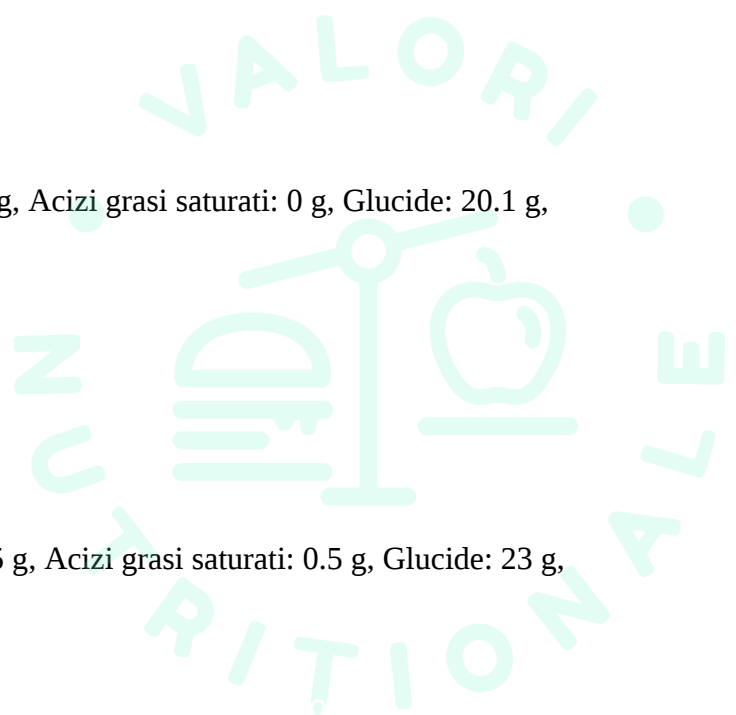 VALORI
g, Acizi grasi saturati: 0 g, Glucide: 20.1 g,
g, Acizi grasi saturati: 0.5 g, Glucide: 23 g,
NUTRITIONALE